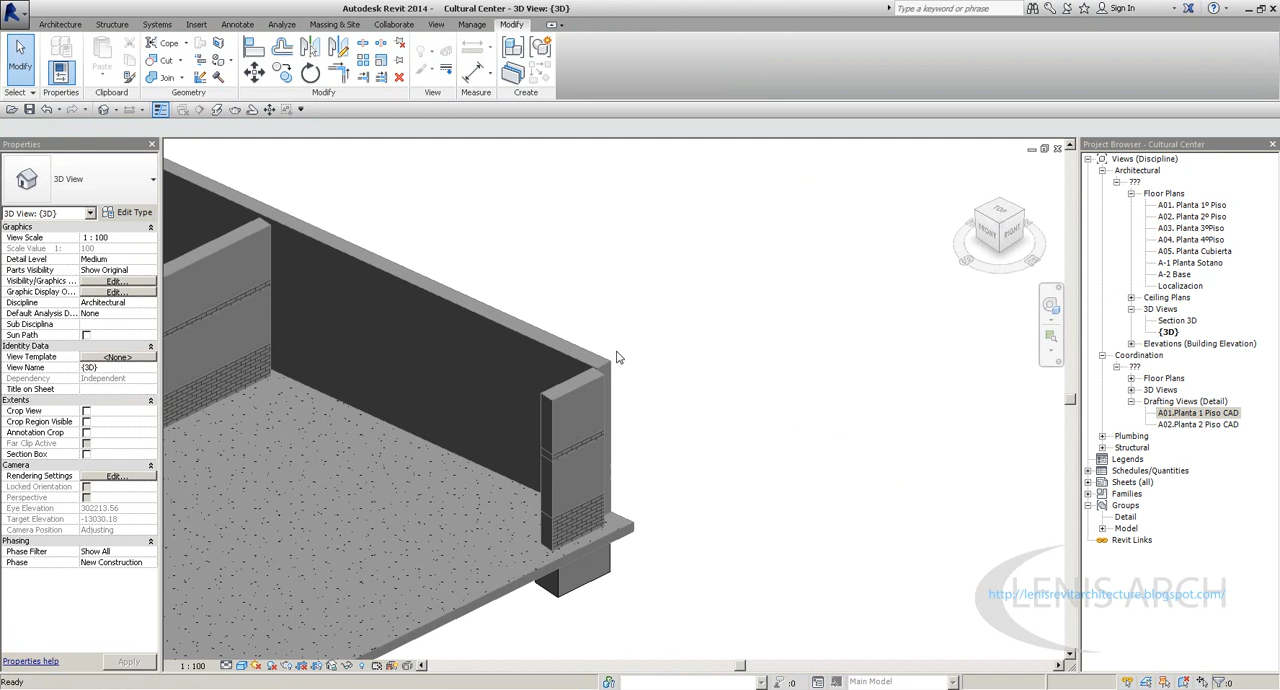 Autodesk Revit 2014 - Cultural Center - 3D View: {3D}
Type a keyword or phrase
Sign In
Architecture Structure Systems Insert Annotate Analyze Massing & Site Collaborate View Manage Modify
Modify
Paste
Cope
Cut
Join
Select Properties Clipboard Geometry Modify View Measure Create
Properties
3D View
3D View: {3D} Edit Type
Graphics
View Scale 1 : 100
Scale Value 1: 100
Detail Level Medium
Parts Visibility Show Original
Visibility/Graphics ... Edit...
Graphic Display O... Edit...
Discipline Architectural
Default Analysis D... None
Sub Disciplina
Sun Path
Identity Data
View Template <None>
View Name {3D}
Dependency Independent
Title on Sheet
Extents
Crop View
Crop Region Visible
Annotation Crop
Far Clip Active
Section Box
Camera
Rendering Settings Edit...
Locked Orientation
Perspective
Eye Elevation 302213.56
Target Elevation -13030.18
Camera Position Adjusting
Phasing
Phase Filter Show All
Phase New Construction
Properties help Apply
TOP
FRONT RIGHT
Project Browser - Cultural Center
Views (Discipline)
Architectural
???
Floor Plans
A01. Planta 1º Piso
A02. Planta 2º Piso
A03. Planta 3ºPiso
A04. Planta 4ºPiso
A05. Planta Cubierta
A-1 Planta Sotano
A-2 Base
Localizacion
Ceiling Plans
3D Views
Section 3D
{3D}
Elevations (Building Elevation)
Coordination
???
Floor Plans
3D Views
Drafting Views (Detail)
A01.Planta 1 Piso CAD
A02.Planta 2 Piso CAD
Plumbing
Structural
Legends
Schedules/Quantities
Sheets (all)
Families
Groups
Detail
Model
Revit Links
LENIS ARCH
http://lenisrevitarchitecture.blogspot.com/
1 : 100
Ready
:0
Main Model
:0